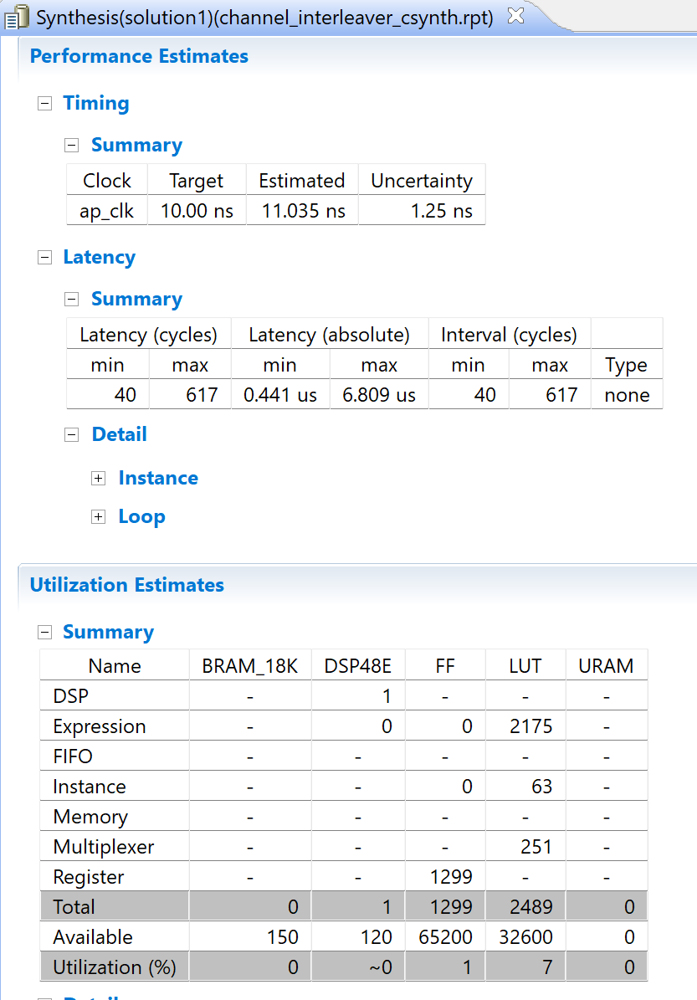 Synthesis(solution1)(channel_interleaver_csynth.rpt)
Performance Estimates
Timing
Summary
Clock Target Estimated Uncertainty
ap_clk 10.00 ns 11.035 ns 1.25 ns
Latency
Summary
Latency (cycles) Latency (absolute) Interval (cycles)
min max min max min max Type
40 617 0.441 us 6.809 us 40 617 none
Detail
Instance
Loop
Utilization Estimates
Summary
Name BRAM_18K DSP48E FF LUT URAM
DSP - 1 - - -
Expression - 0 0 2175 -
FIFO - - - - -
Instance - - 0 63 -
Memory - - - - -
Multiplexer - - - 251 -
Register - - 1299 - -
Total 0 1 1299 2489 0
Available 150 120 65200 32600 0
Utilization (%) 0 ~0 1 7 0